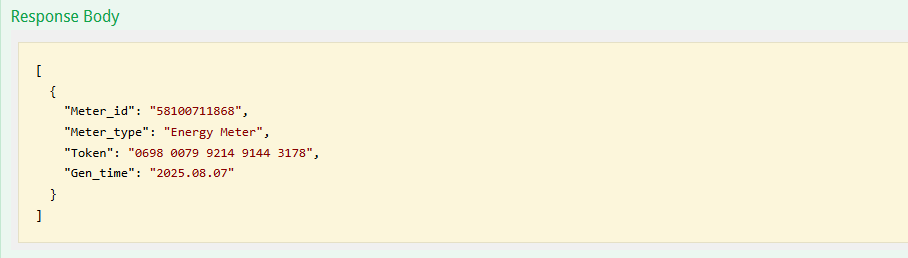 Response Body
[
{
"Meter_id": "58100711868",
"Meter_type": "Energy Meter",
"Token": "0698 0079 9214 9144 3178",
"Gen_time": "2025.08.07"
}
]